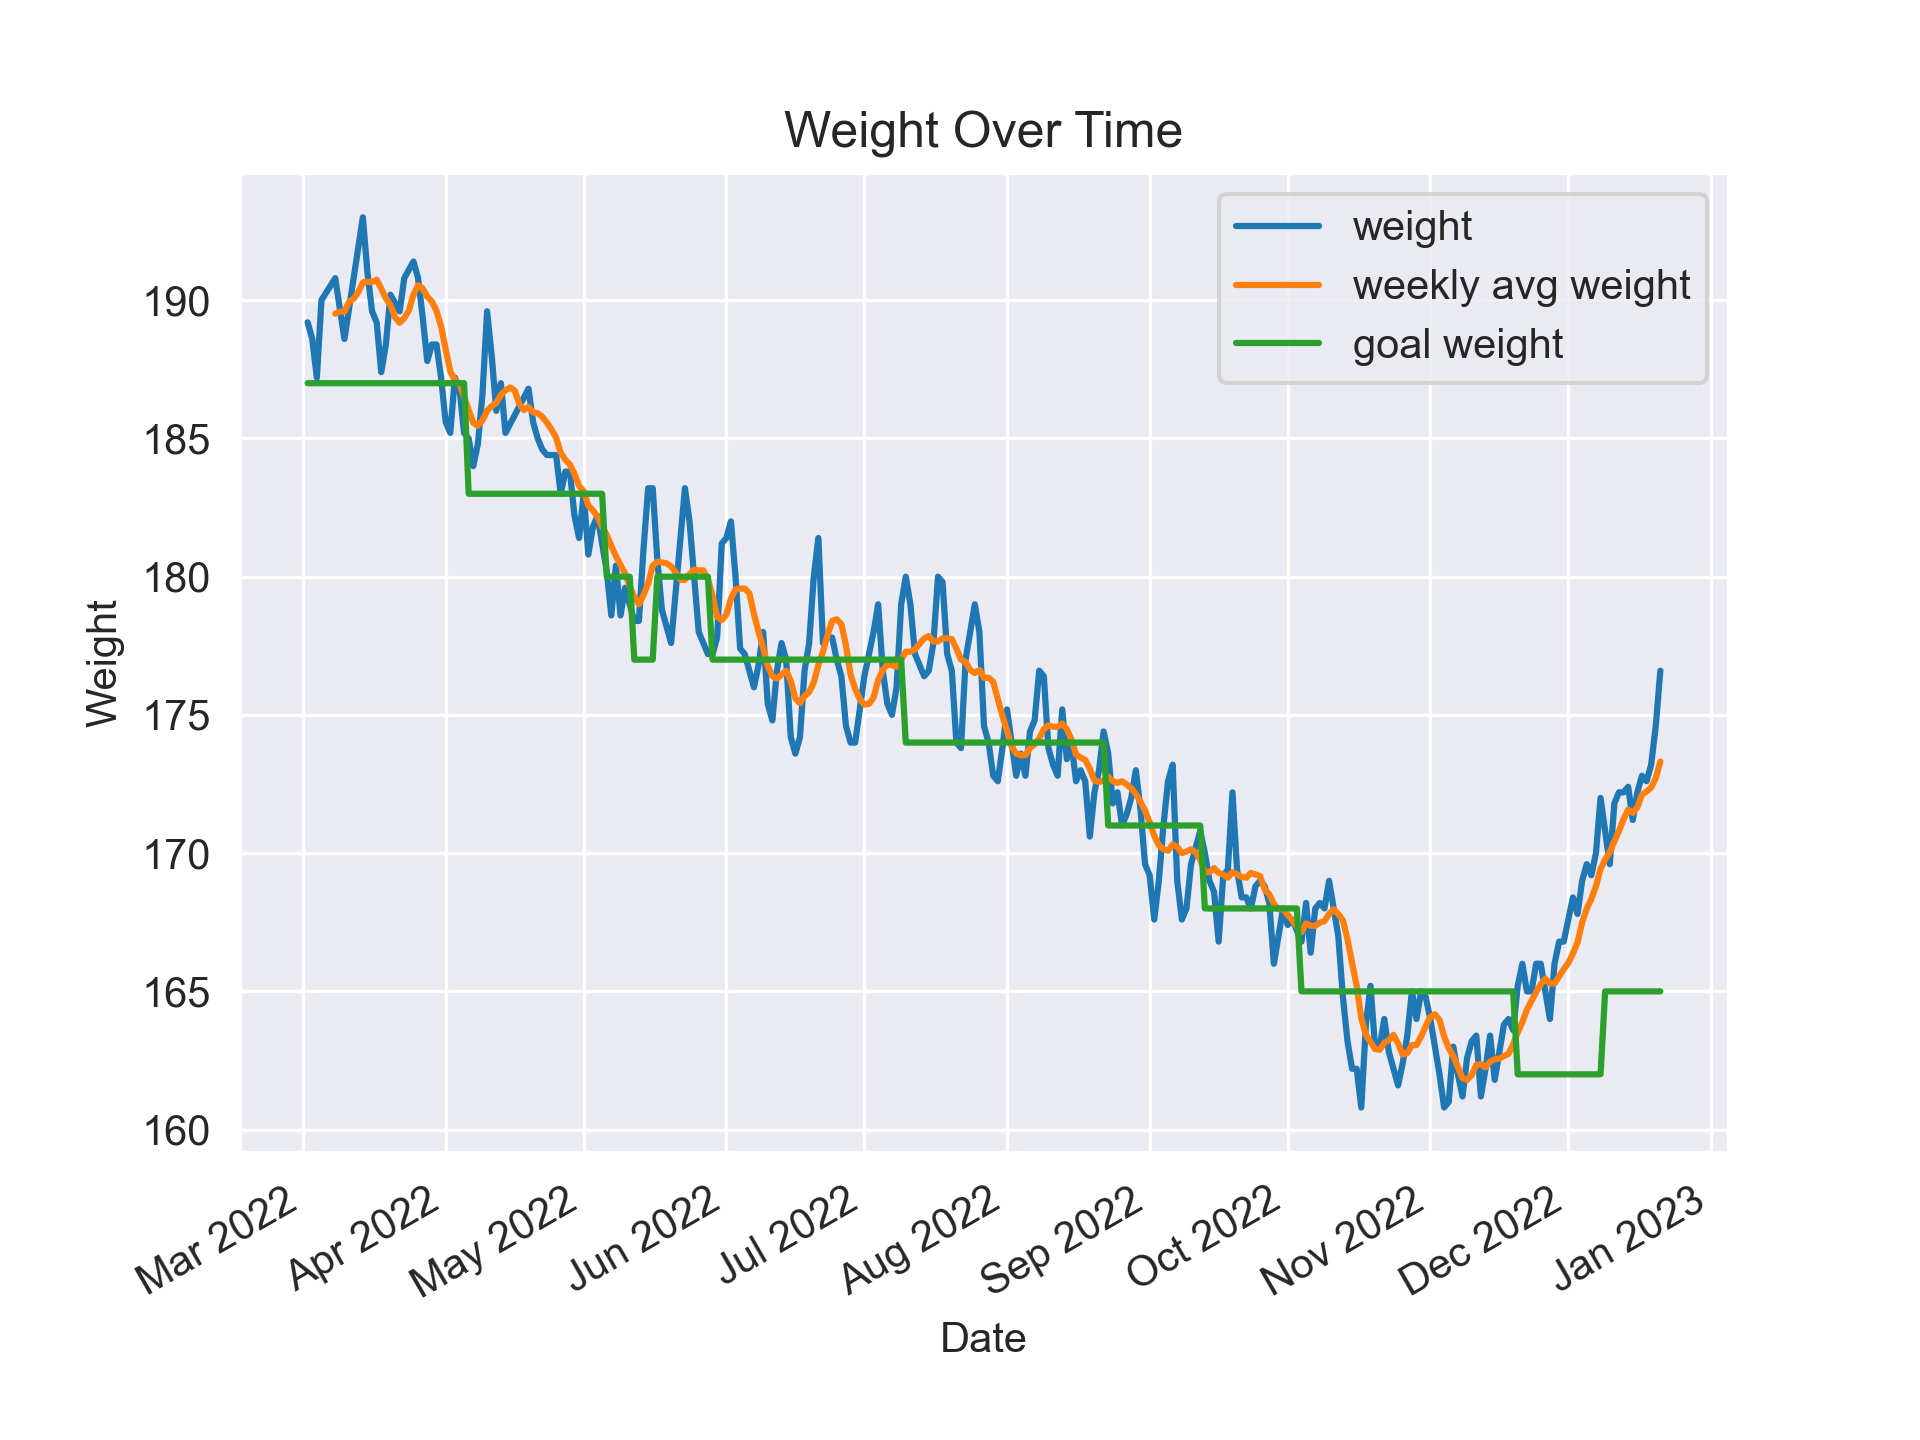 Weight Over Time
weight
weekly avg weight
goal weight
190
185
180
175
170
165
160
Weight
Mar 2022
Apr 2022
May 2022
Jun 2022
Jul 2022
Aug 2022
Sep 2022
Oct 2022
Nov 2022
Dec 2022
Jan 2023
Date